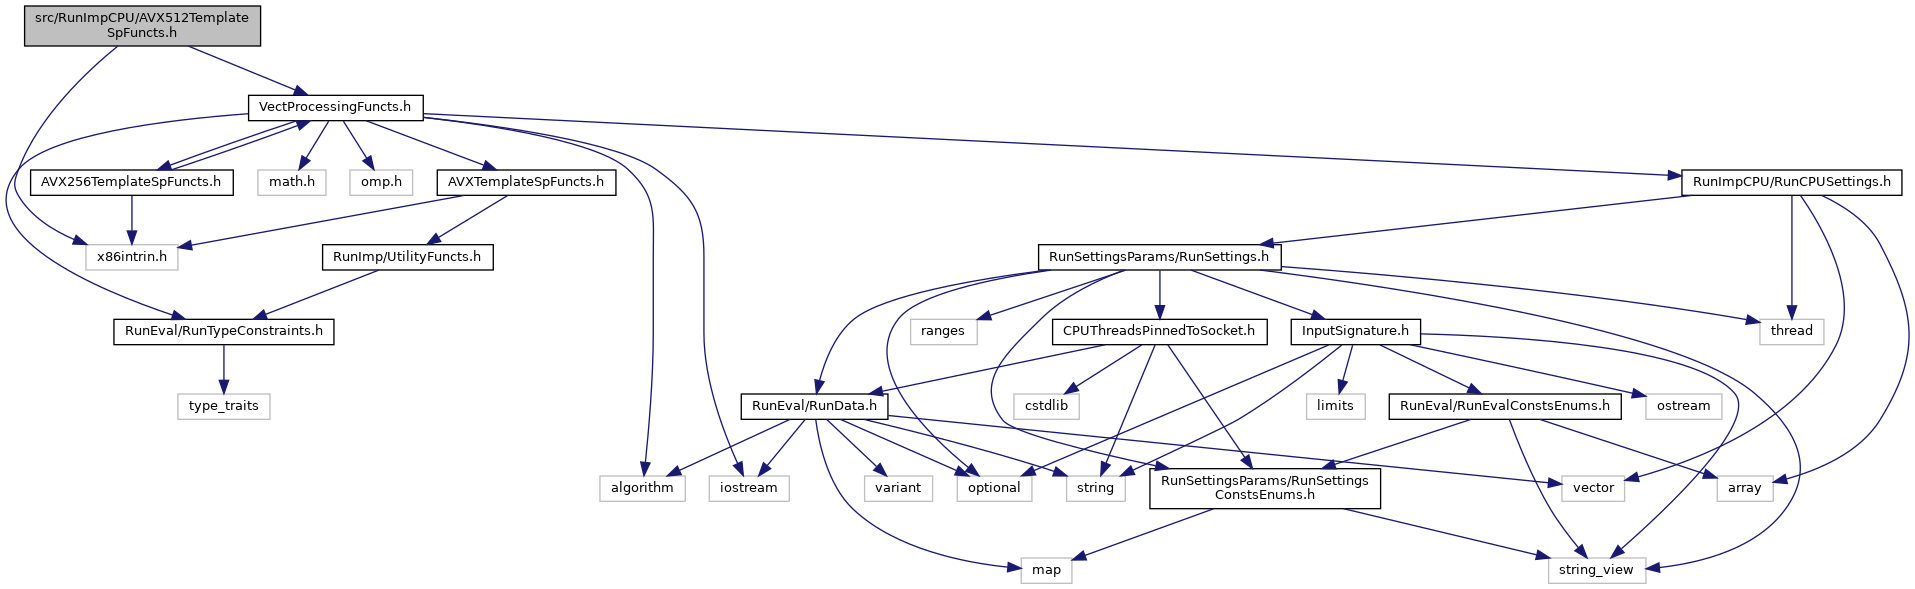 src/RunImpCPU/AVX512Template
SpFuncts.h
VectProcessingFuncts.h
AVX256TemplateSpFuncts.h
math.h
omp.h
AVXTemplateSpFuncts.h
RunImpCPU/RunCPUSettings.h
x86intrin.h
RunImp/UtilityFuncts.h
RunSettingsParams/RunSettings.h
RunEval/RunTypeConstraints.h
ranges
CPUThreadsPinnedToSocket.h
InputSignature.h
thread
type_traits
RunEval/RunData.h
cstdlib
limits
RunEval/RunEvalConstsEnums.h
ostream
algorithm
iostream
variant
optional
string
RunSettingsParams/RunSettings
ConstsEnums.h
vector
array
map
string_view